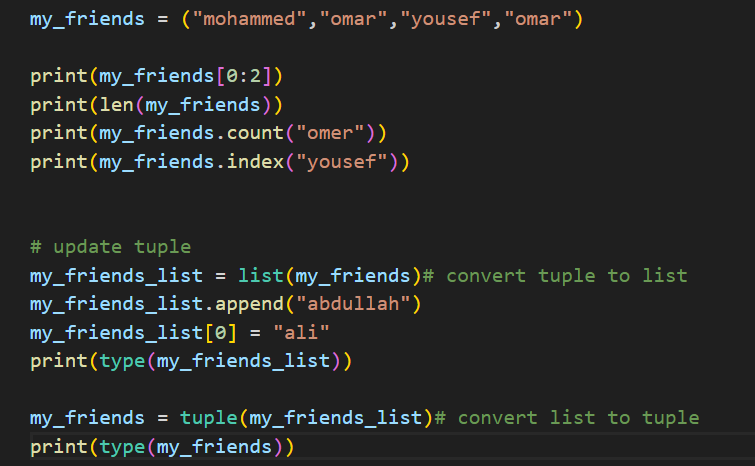 my_friends = ("mohammed","omar","yousef","omar")
print(my_friends[0:2])
print(len(my_friends))
print(my_friends.count("omer"))
print(my_friends.index("yousef"))
# update tuple
my_friends_list = list(my_friends)# convert tuple to list
my_friends_list.append("abdullah")
my_friends_list[0] = "ali"
print(type(my_friends_list))
my_friends = tuple(my_friends_list)# convert list to tuple
print(type(my_friends))